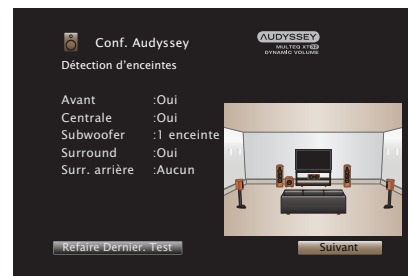 Conf. Audyssey
AUDYSSEY
MULTEQ XT32
DYNAMIC VOLUME
Détection d'enceintes
Avant :Oui
Centrale :Oui
Subwoofer :1 enceinte
Surround :Oui
Surr. arrière :Aucun
Refaire Dernier. Test
Suivant